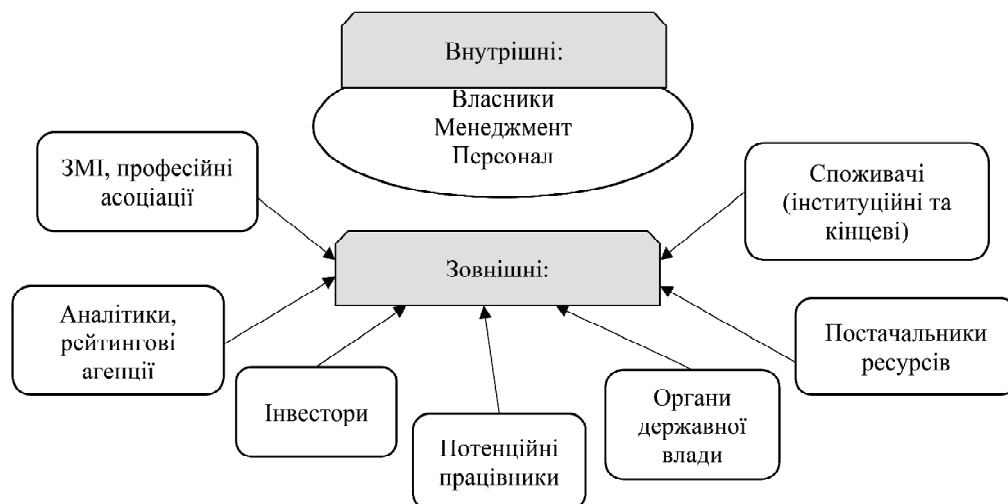 Внутрішні:
Власники
Менеджмент
Персонал
ЗМІ, професійні
асоціації
Споживачі
(інституційні та
кінцеві)
Зовнішні:
Аналітики,
рейтингові
агенції
Постачальники
ресурсів
Інвестори
Органи
державної
влади
Потенційні
працівники